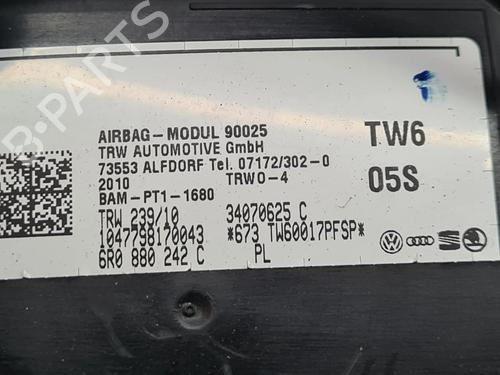 B-PARTS
AIRBAG-MODUL 90025
TRW AUTOMOTIVE GmbH
73553 ALFDORF Tel. 07172/302-0
2010 TRWO-4
BAM-PT1-1680
TRW 239/10 34070625 C
1047798170043 *673 TW60017PFSP*
6R0 880 242 C PL
TW6
05S